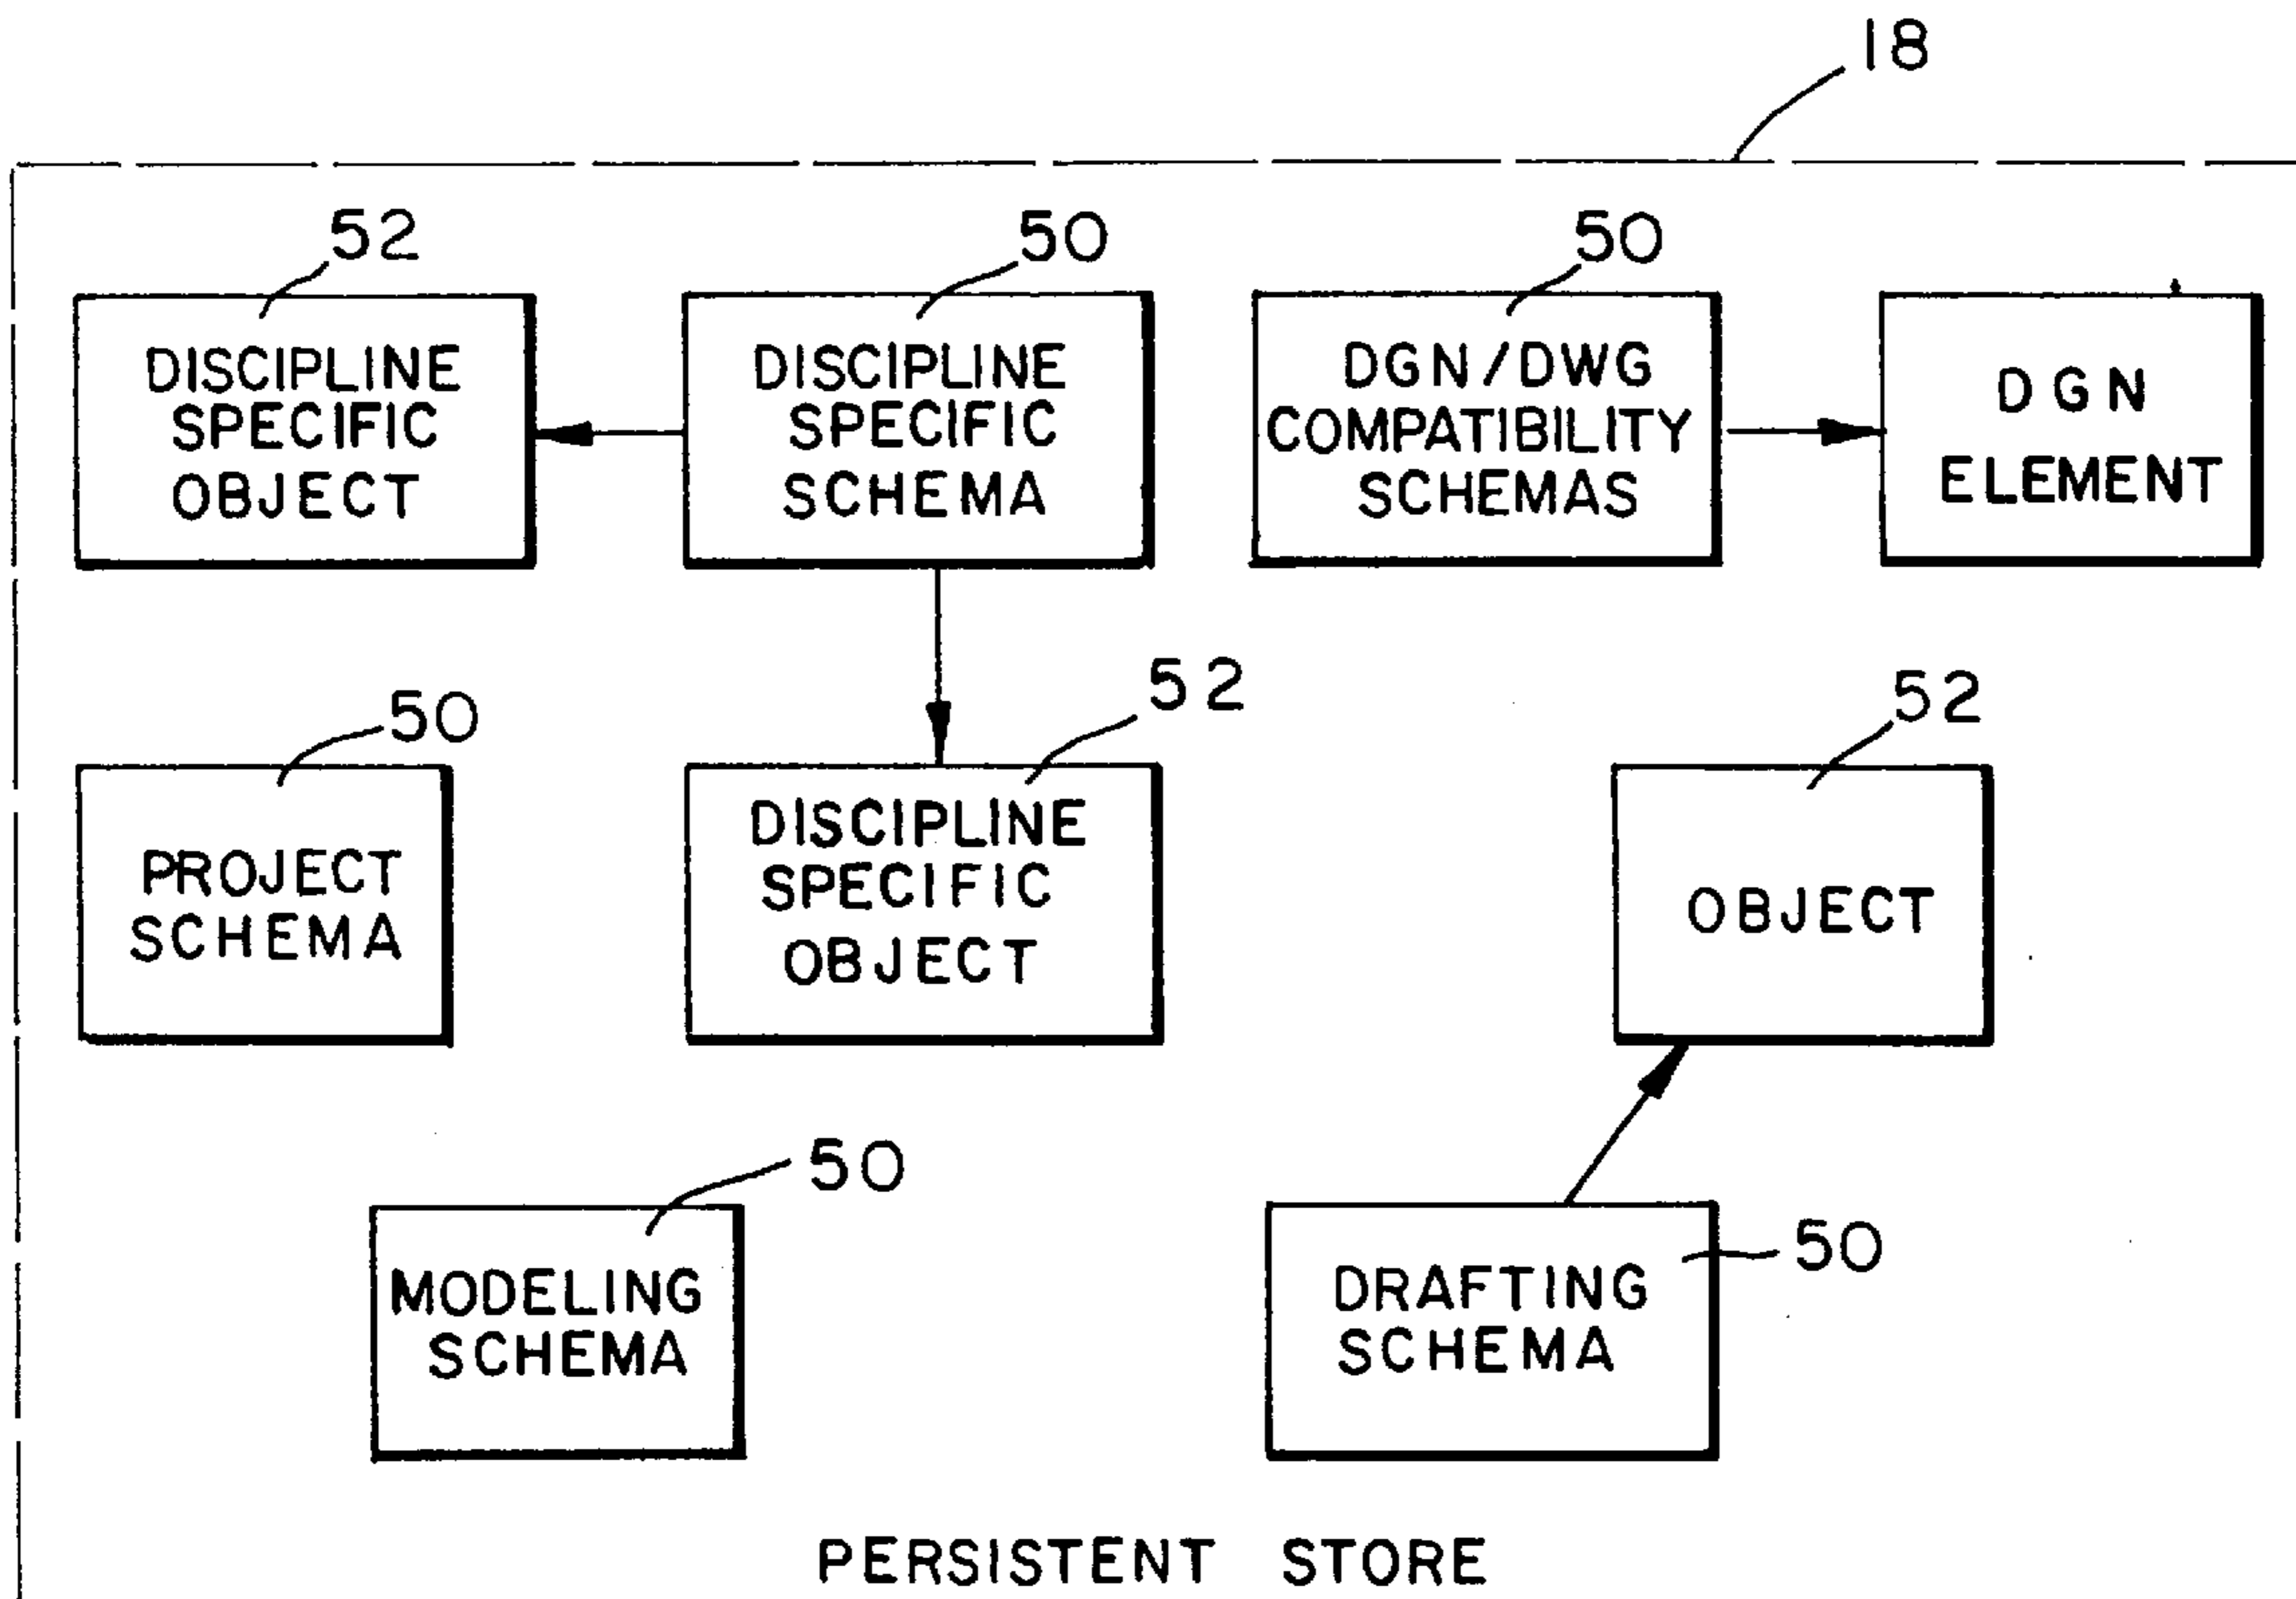 18
52
50
50
DISCIPLINE
SPECIFIC
OBJECT
DISCIPLINE
SPECIFIC
SCHEMA
DGN/DWG
COMPATIBILITY
SCHEMAS
DGN
ELEMENT
50
52
52
PROJECT
SCHEMA
DISCIPLINE
SPECIFIC
OBJECT
OBJECT
50
50
MODELING
SCHEMA
DRAFTING
SCHEMA
PERSISTENT STORE